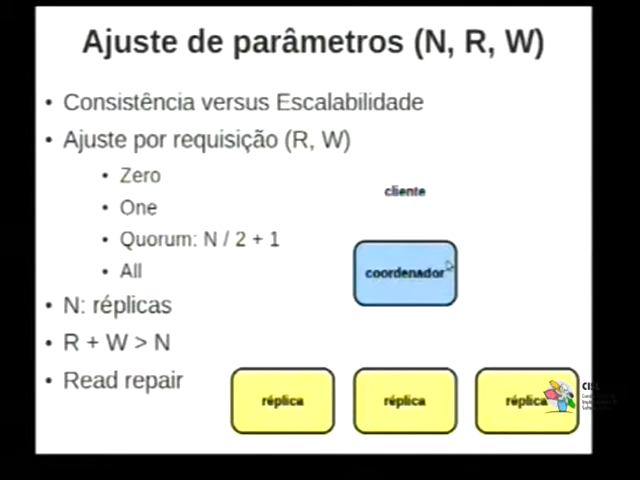 Ajuste de parâmetros (N, R, W)
• Consistência versus Escalabilidade
• Ajuste por requisição (R, W)
• Zero
• One
• Quorum: N / 2 + 1
• All
• N: réplicas
• R + W > N
• Read repair
cliente
coordenador
réplica
réplica
réplica